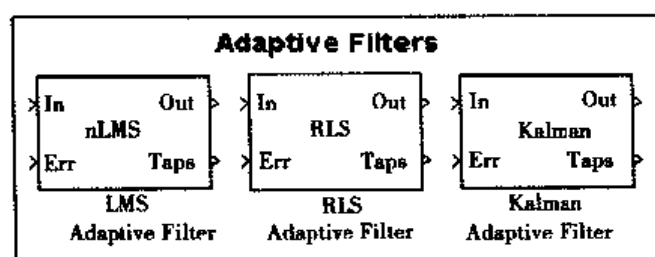 Adaptive Filters
In Out In Out In Out
nLMS RLS Kalman
Err Taps Err Taps Err Taps
LMS RLS Kalman
Adaptive Filter Adaptive Filter Adaptive Filter